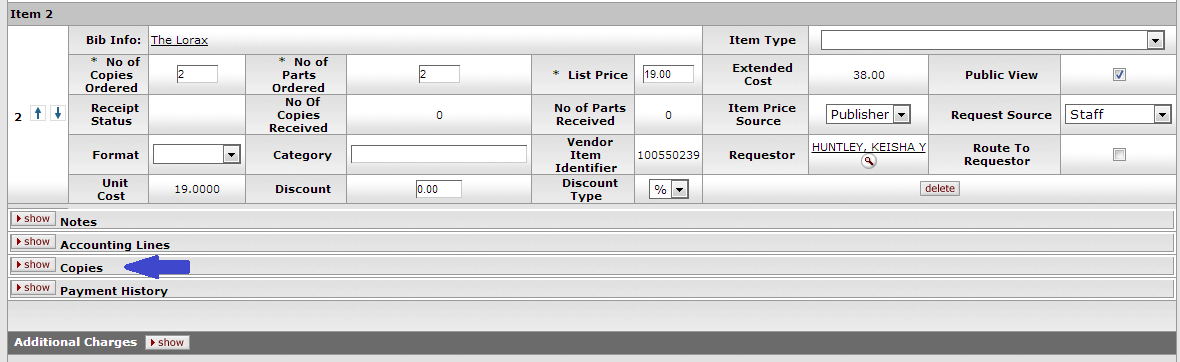 Item 2
2
Bib Info: The Lorax
Item Type
* No of Copies Ordered 2
* No of Parts Ordered 2
* List Price 19.00
Extended Cost 38.00
Public View
Receipt Status
No Of Copies Received 0
No of Parts Received 0
Item Price Source Publisher
Request Source Staff
Format
Category
Vendor Item Identifier 100550239
Requestor HUNTLEY, KEISHA Y
Route To Requestor
Unit Cost 19.0000
Discount 0.00
Discount Type %
delete
show Notes
show Accounting Lines
show Copies
show Payment History
Additional Charges show